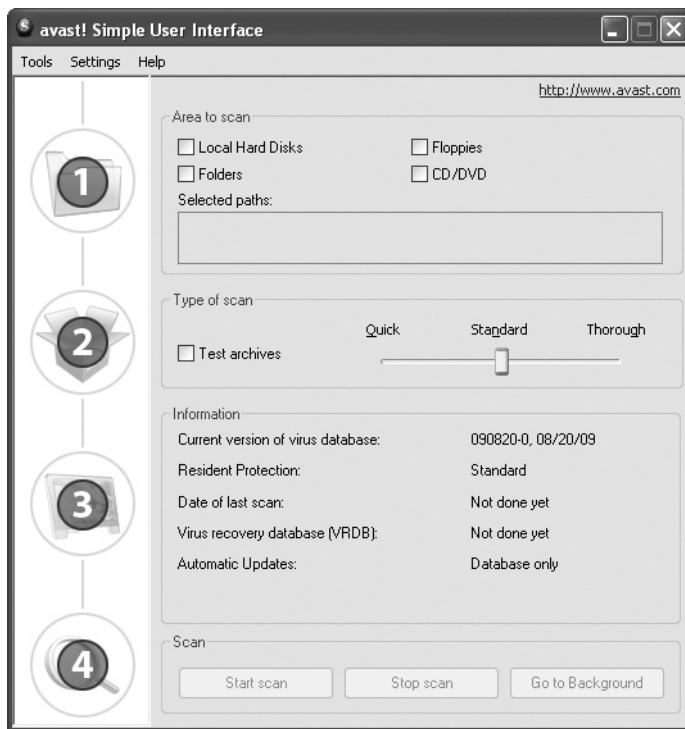 avast! Simple User Interface
Tools Settings Help
http://www.avast.com
Area to scan
Local Hard Disks Floppies
Folders CD/DVD
Selected paths:
1
Type of scan
Quick Standard Thorough
Test archives
2
Information
Current version of virus database: 090820-0, 08/20/09
Resident Protection: Standard
Date of last scan: Not done yet
Virus recovery database (VRDB): Not done yet
Automatic Updates: Database only
3
Scan
Start scan Stop scan Go to Background
4